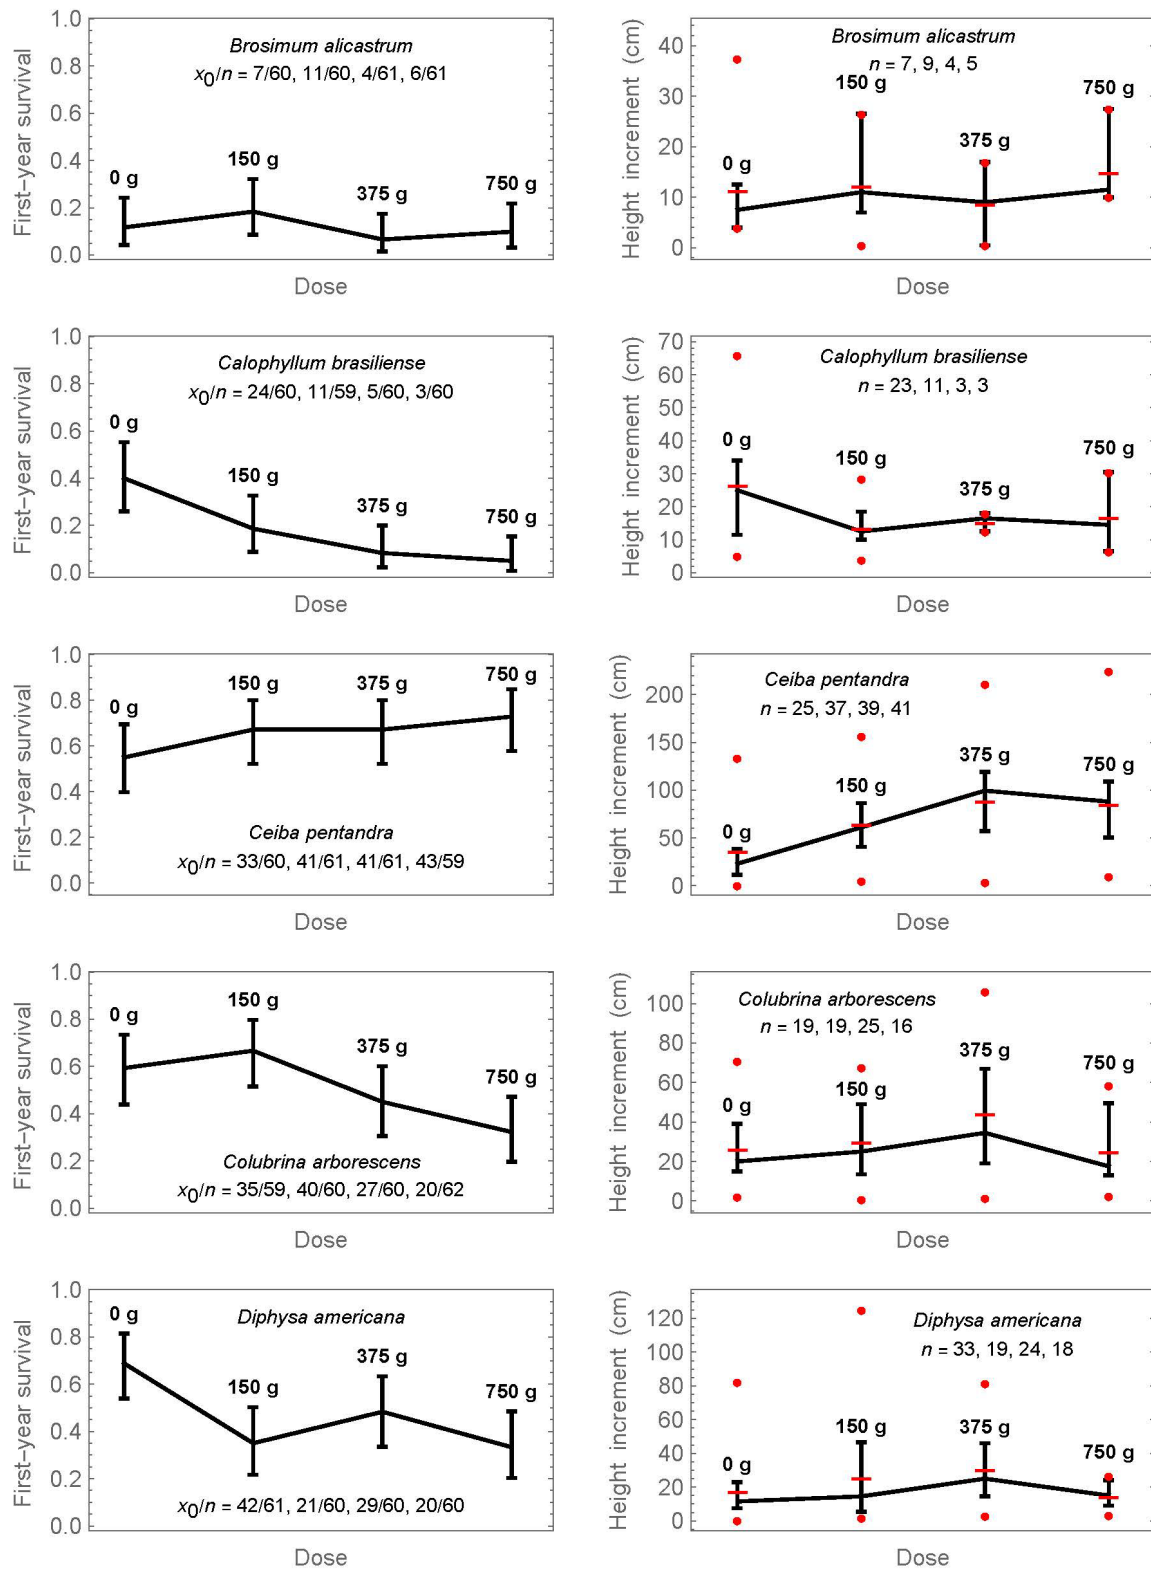 First–year survival
1.0
0.8
0.6
0.4
0.2
0.0
Brosimum alicastrum
x0/n = 7/60, 11/60, 4/61, 6/61
0 g
150 g
375 g
750 g
Dose
Height increment (cm)
40
30
20
10
0
Brosimum alicastrum
n = 7, 9, 4, 5
0 g
150 g
375 g
750 g
Dose
First–year survival
1.0
0.8
0.6
0.4
0.2
0.0
Calophyllum brasiliense
x0/n = 24/60, 11/59, 5/60, 3/60
0 g
150 g
375 g
750 g
Dose
Height increment (cm)
70
60
50
40
30
20
10
0
Calophyllum brasiliense
n = 23, 11, 3, 3
0 g
150 g
375 g
750 g
Dose
First–year survival
1.0
0.8
0.6
0.4
0.2
0.0
0 g
150 g
375 g
750 g
Ceiba pentandra
x0/n = 33/60, 41/61, 41/61, 43/59
Dose
Height increment (cm)
200
150
100
50
0
Ceiba pentandra
n = 25, 37, 39, 41
0 g
150 g
375 g
750 g
Dose
First–year survival
1.0
0.8
0.6
0.4
0.2
0.0
0 g
150 g
375 g
750 g
Colubrina arborescens
x0/n = 35/59, 40/60, 27/60, 20/62
Dose
Height increment (cm)
100
80
60
40
20
0
Colubrina arborescens
n = 19, 19, 25, 16
0 g
150 g
375 g
750 g
Dose
First–year survival
1.0
0.8
0.6
0.4
0.2
0.0
Diphysa americana
0 g
150 g
375 g
750 g
x0/n = 42/61, 21/60, 29/60, 20/60
Dose
Height increment (cm)
120
100
80
60
40
20
0
Diphysa americana
n = 33, 19, 24, 18
0 g
150 g
375 g
750 g
Dose